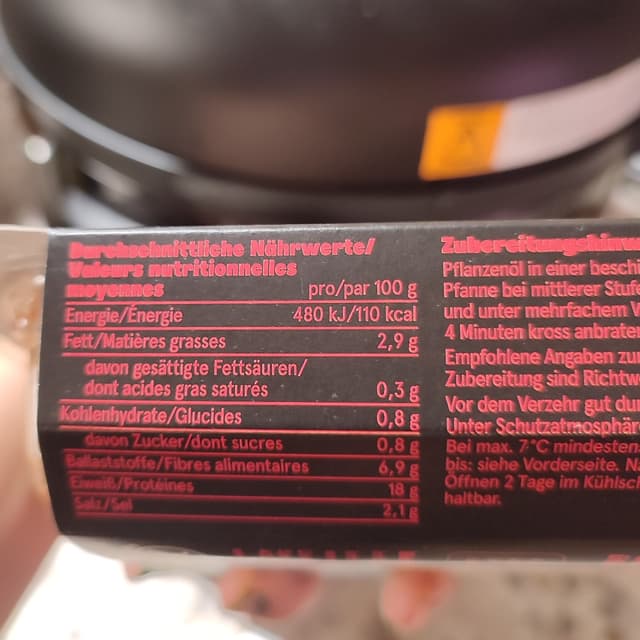 Durchschnittliche Nährwerte/
Valeurs nutritionnelles
moyennes
pro/par 100 g
Energie/Énergie 480 kJ/110 kcal
Fett/Matières grasses 2,9 g
davon gesättigte Fettsäuren/
dont acides gras saturés 0,3 g
Kohlenhydrate/Glucides 0,8 g
davon Zucker/dont sucres 0,8 g
Ballaststoffe/Fibres alimentaires 6,9 g
Eiweiß/Protéines 18 g
Salz/Sel 2,1 g
Zubereitungshinw
Pflanzenöl in einer beschi
Pfanne bei mittlerer Stufe
und unter mehrfachem
4 Minuten kross anbrate
Empfohlene Angaben zu
Zubereitung sind Richtw
Vor dem Verzehr gut du
Unter Schutzatmosphär
Bei max. 7°C mindesten
bis: siehe Vorderseite. N
Öffnen 2 Tage im Kühlsc
haltbar.